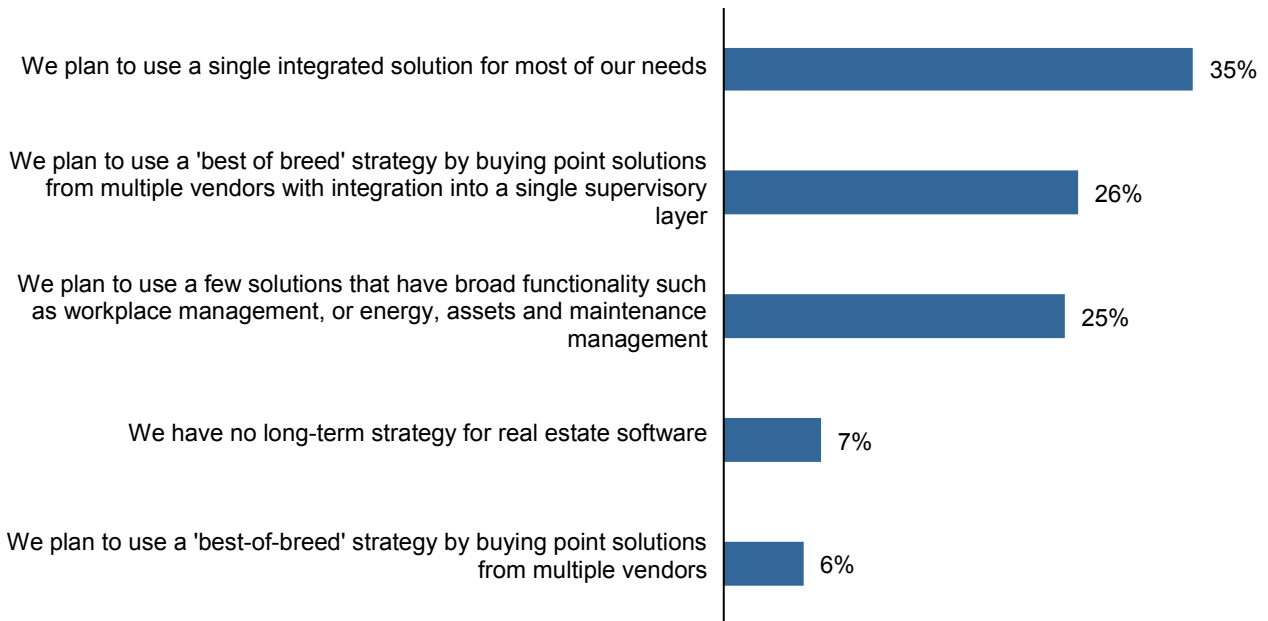 We plan to use a single integrated solution for most of our needs
35%
We plan to use a 'best of breed' strategy by buying point solutions
from multiple vendors with integration into a single supervisory
layer
26%
We plan to use a few solutions that have broad functionality such
as workplace management, or energy, assets and maintenance
management
25%
We have no long-term strategy for real estate software
7%
We plan to use a 'best-of-breed' strategy by buying point solutions
from multiple vendors
6%